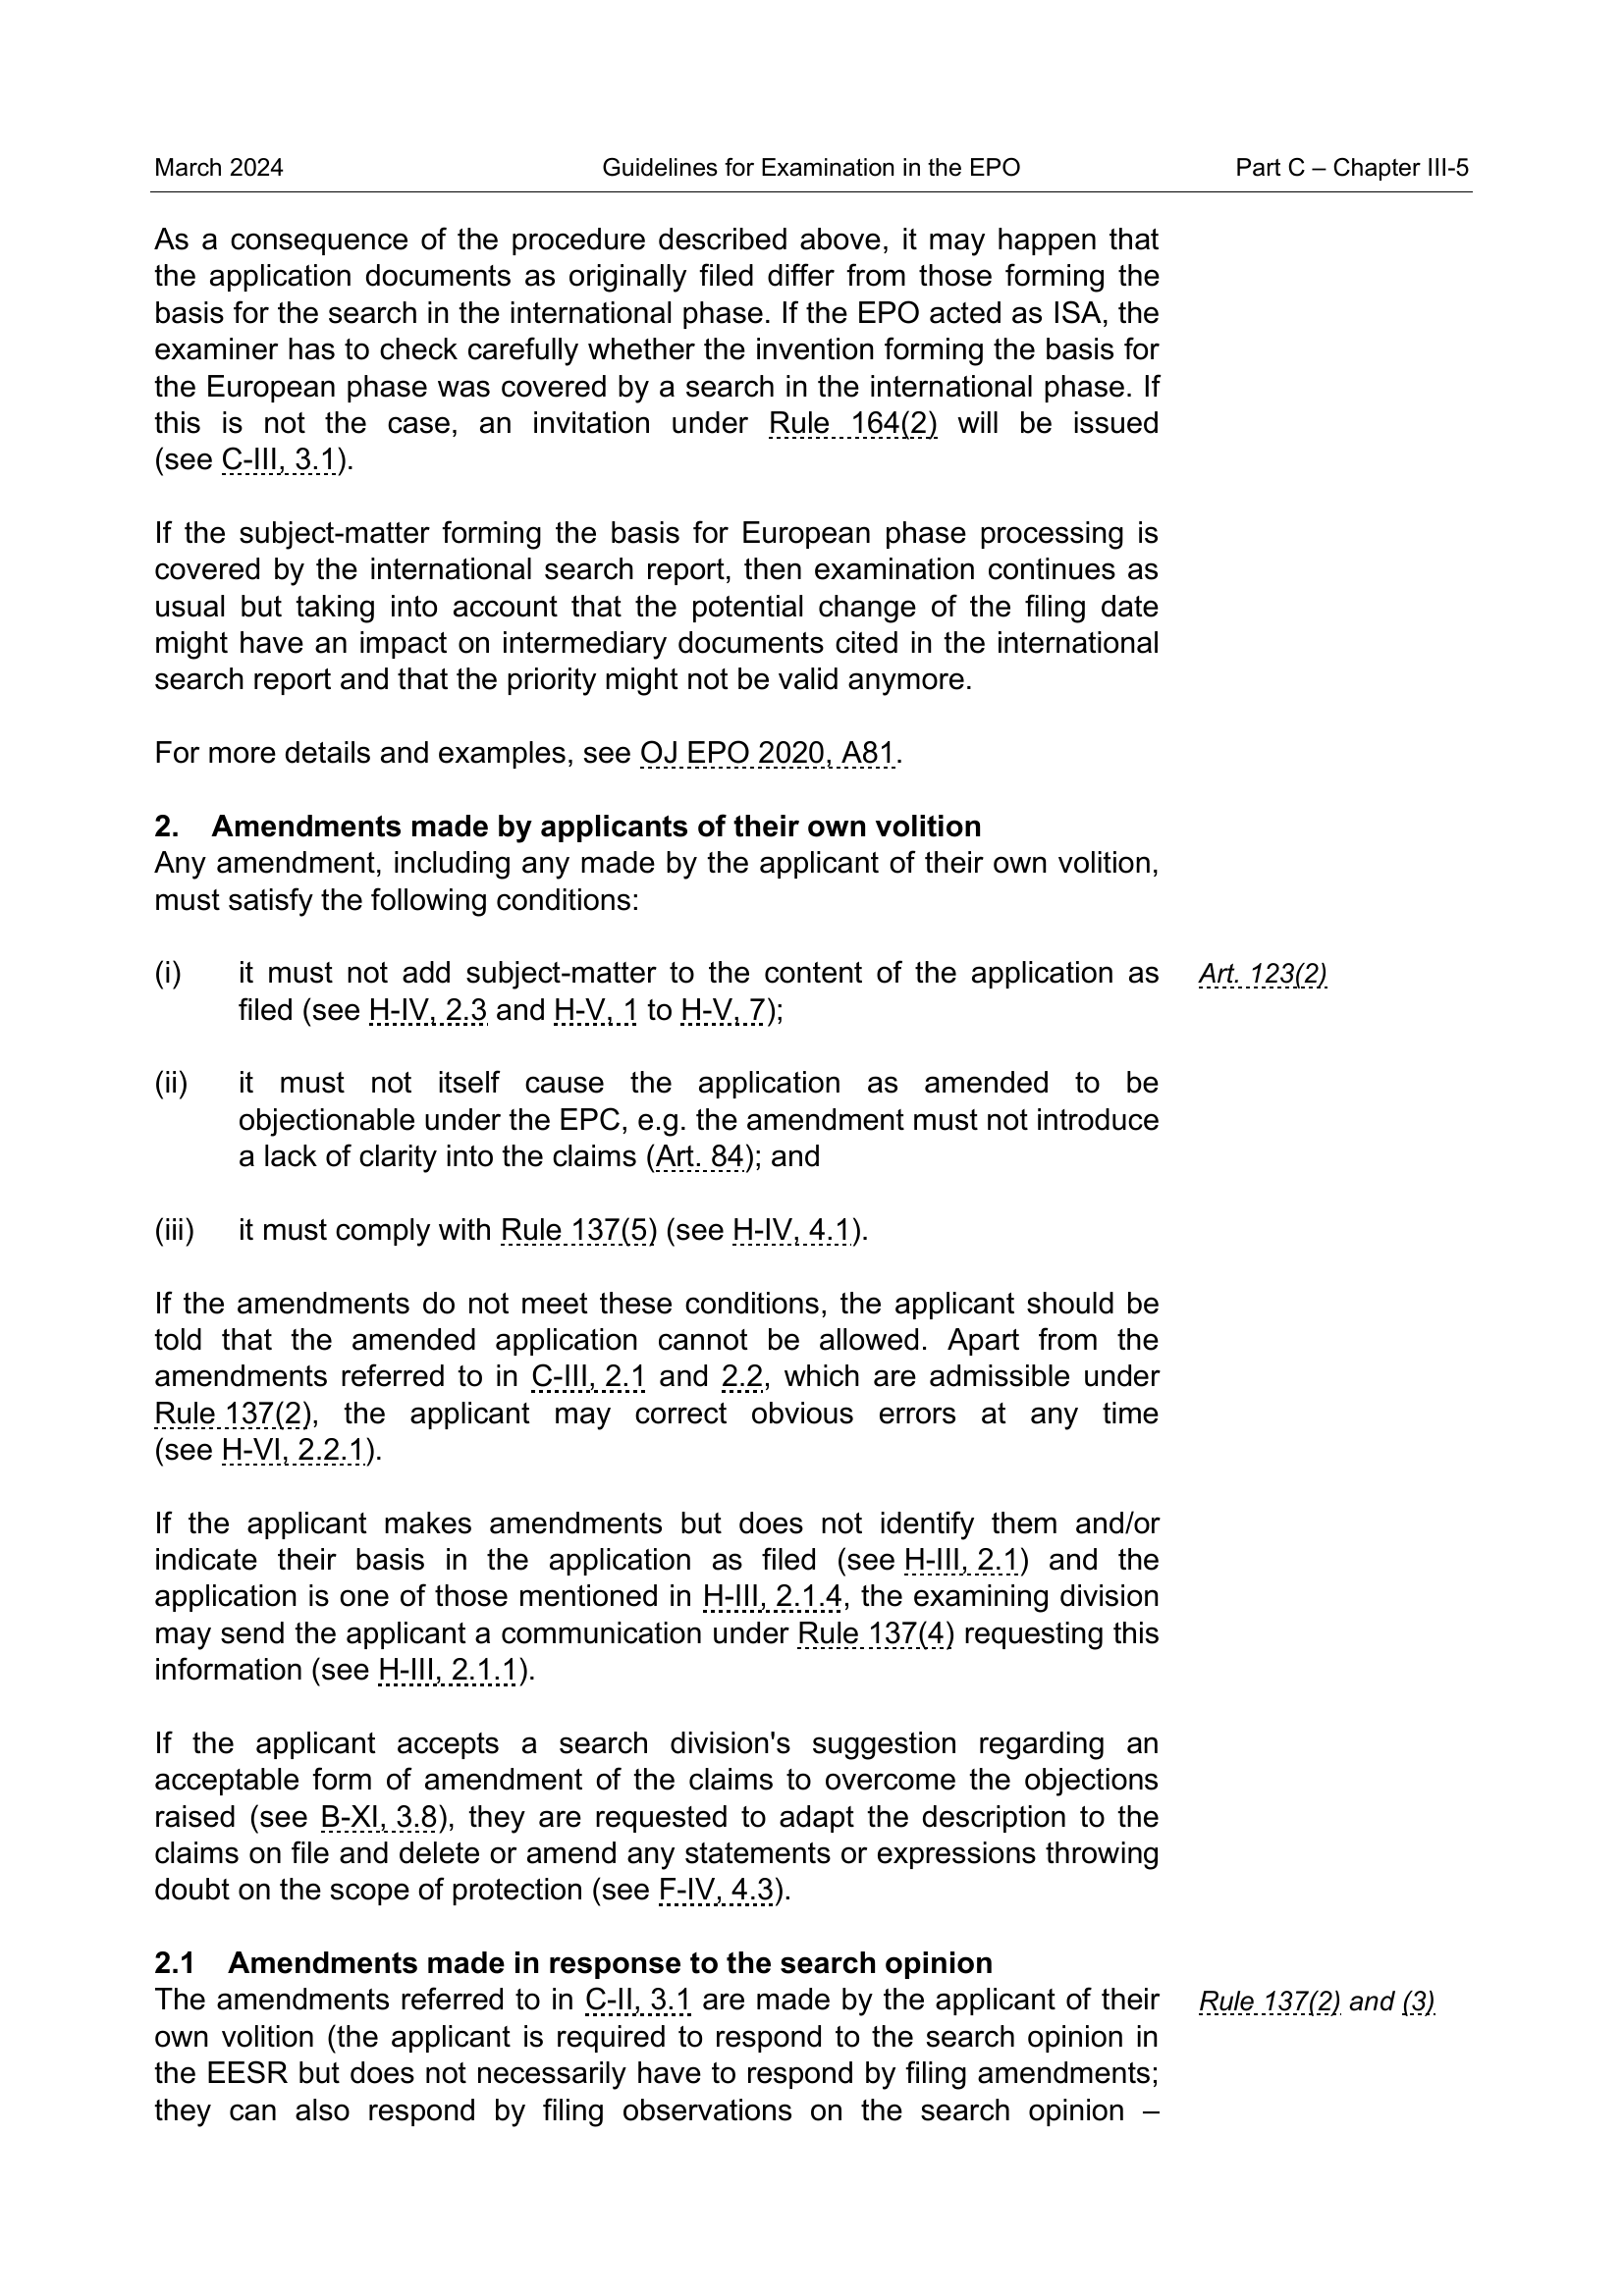 March 2024 Guidelines for Examination in the EPO Part C – Chapter III-5
As a consequence of the procedure described above, it may happen that
the application documents as originally filed differ from those forming the
basis for the search in the international phase. If the EPO acted as ISA, the
examiner has to check carefully whether the invention forming the basis for
the European phase was covered by a search in the international phase. If
this is not the case, an invitation under Rule 164(2) will be issued
(see C-III, 3.1).
If the subject-matter forming the basis for European phase processing is
covered by the international search report, then examination continues as
usual but taking into account that the potential change of the filing date
might have an impact on intermediary documents cited in the international
search report and that the priority might not be valid anymore.
For more details and examples, see OJ EPO 2020, A81.
2. Amendments made by applicants of their own volition
Any amendment, including any made by the applicant of their own volition,
must satisfy the following conditions:
(i) it must not add subject-matter to the content of the application as Art. 123(2)
filed (see H-IV, 2.3 and H-V, 1 to H-V, 7);
(ii) it must not itself cause the application as amended to be
objectionable under the EPC, e.g. the amendment must not introduce
a lack of clarity into the claims (Art. 84); and
(iii) it must comply with Rule 137(5) (see H-IV, 4.1).
If the amendments do not meet these conditions, the applicant should be
told that the amended application cannot be allowed. Apart from the
amendments referred to in C-III, 2.1 and 2.2, which are admissible under
Rule 137(2), the applicant may correct obvious errors at any time
(see H-VI, 2.2.1).
If the applicant makes amendments but does not identify them and/or
indicate their basis in the application as filed (see H-III, 2.1) and the
application is one of those mentioned in H-III, 2.1.4, the examining division
may send the applicant a communication under Rule 137(4) requesting this
information (see H-III, 2.1.1).
If the applicant accepts a search division's suggestion regarding an
acceptable form of amendment of the claims to overcome the objections
raised (see B-XI, 3.8), they are requested to adapt the description to the
claims on file and delete or amend any statements or expressions throwing
doubt on the scope of protection (see F-IV, 4.3).
2.1 Amendments made in response to the search opinion
The amendments referred to in C-II, 3.1 are made by the applicant of their Rule 137(2) and (3)
own volition (the applicant is required to respond to the search opinion in
the EESR but does not necessarily have to respond by filing amendments;
they can also respond by filing observations on the search opinion –